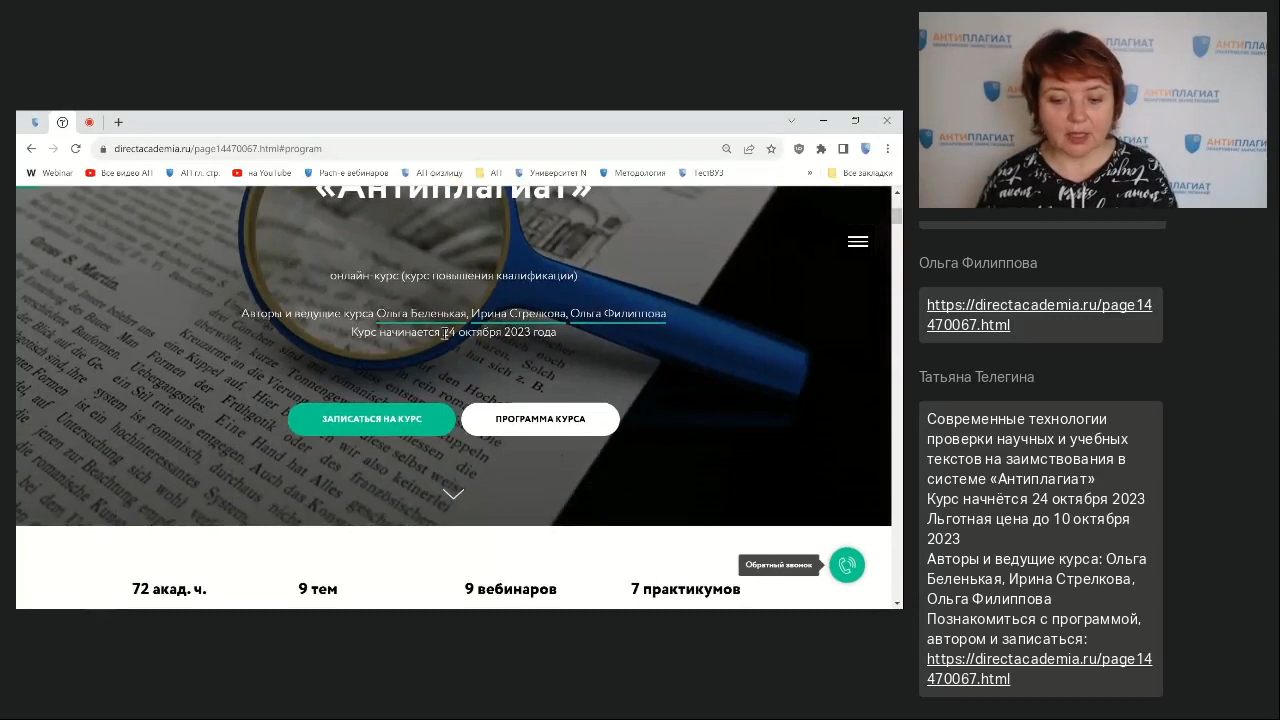 directacademia.ru/page14470067.html#program
Webinar
Все видео АП
АП гл. стр.
на YouTube
Расп-е вебинаров
АП физлицу
АП
Университет N
Методология
ТестВУЗ
»
Все закладки
«Антиплагиат»
онлайн-курс (курс повышения квалификации)
Авторы и ведущие курса Ольга Беленькая, Ирина Стрелкова, Ольга Филиппова
Курс начинается 24 октября 2023 года
ЗАПИСАТЬСЯ НА КУРС
ПРОГРАММА КУРСА
Обратный звонок
72 акад. ч.
9 тем
9 вебинаров
7 практикумов
АНТИПЛАГИАТ
Ольга Филиппова
https://directacademia.ru/page14
470067.html
Татьяна Телегина
Современные технологии
проверки научных и учебных
текстов на заимствования в
системе «Антиплагиат»
Курс начнётся 24 октября 2023
Льготная цена до 10 октября
2023
Авторы и ведущие курса: Ольга
Беленькая, Ирина Стрелкова,
Ольга Филиппова
Познакомиться с программой,
автором и записаться:
https://directacademia.ru/page14
470067.html